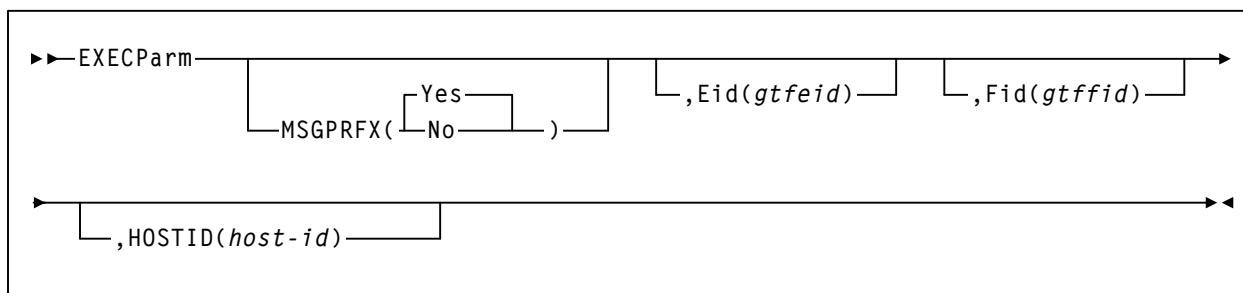 EXECParm
Yes
MSGPRFX( No )
,Eid(gtfeid)
,Fid(gtffid)
,HOSTID(host-id)